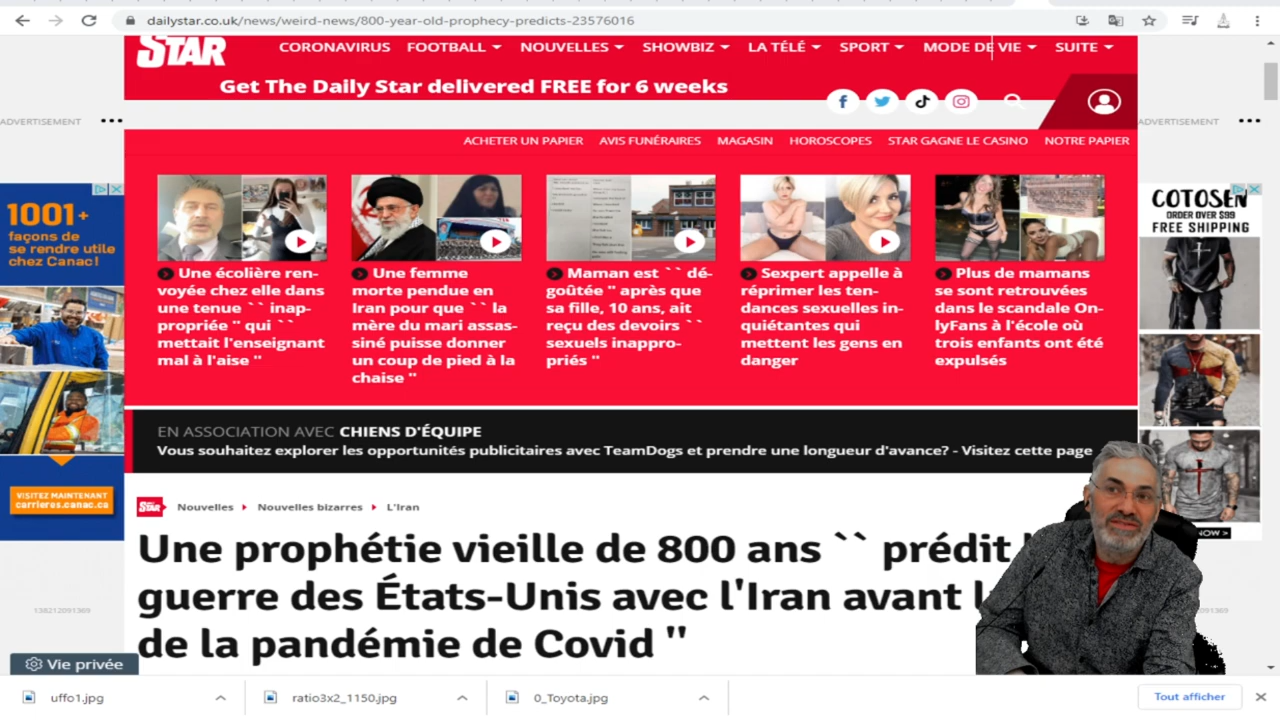 dailystar.co.uk/news/weird-news/800-year-old-prophecy-predicts-23576016
STAR
CORONAVIRUS FOOTBALL NOUVELLES SHOWBIZ LA TÉLÉ SPORT MODE DE VIE SUITE
Get The Daily Star delivered FREE for 6 weeks
ADVERTISEMENT
ADVERTISEMENT
ACHETER UN PAPIER AVIS FUNÉRAIRES MAGASIN HOROSCOPES STAR GAGNE LE CASINO NOTRE PAPIER
Une écolière ren-
voyée chez elle dans
une tenue `` inap-
propriée " qui ``
mettait l'enseignant
mal à l'aise "
Une femme
morte pendue en
Iran pour que `` la
mère du mari assas-
siné puisse donner
un coup de pied à la
chaise "
Maman est `` dé-
goûtée " après que
sa fille, 10 ans, ait
reçu des devoirs ``
sexuels inappro-
priés "
Sexpert appelle à
réprimer les ten-
dances sexuelles in-
quiétantes qui
mettent les gens en
danger
Plus de mamans
se sont retrouvées
dans le scandale On-
lyFans à l'école où
trois enfants ont été
expulsés
1001+
façons de
se rendre utile
chez Canac!
VISITEZ MAINTENANT
carrieres.canac.ca
COTOSEN
ORDER OVER $99
FREE SHIPPING
NOW >
EN ASSOCIATION AVEC CHIENS D'ÉQUIPE
Vous souhaitez explorer les opportunités publicitaires avec TeamDogs et prendre une longueur d'avance? - Visitez cette page
STAR Nouvelles Nouvelles bizarres L'Iran
Une prophétie vieille de 800 ans `` prédit
guerre des États-Unis avec l'Iran avant
de la pandémie de Covid "
138212091369
Vie privée
uffo1.jpg
ratio3x2_1150.jpg
0_Toyota.jpg
Tout afficher